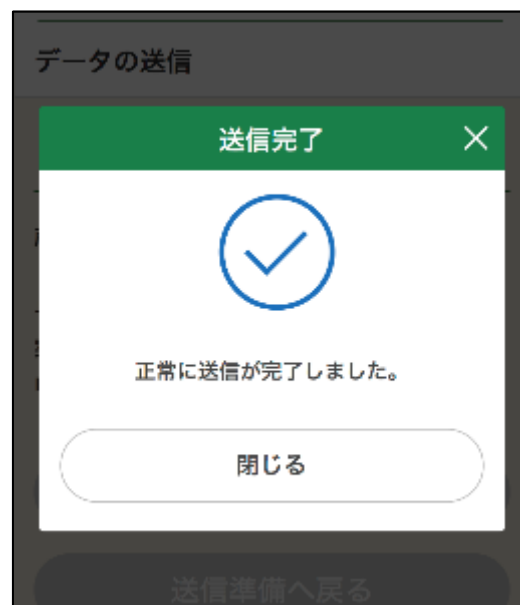 データの送信
送信完了
正常に送信が完了しました。
閉じる
送信準備へ戻る